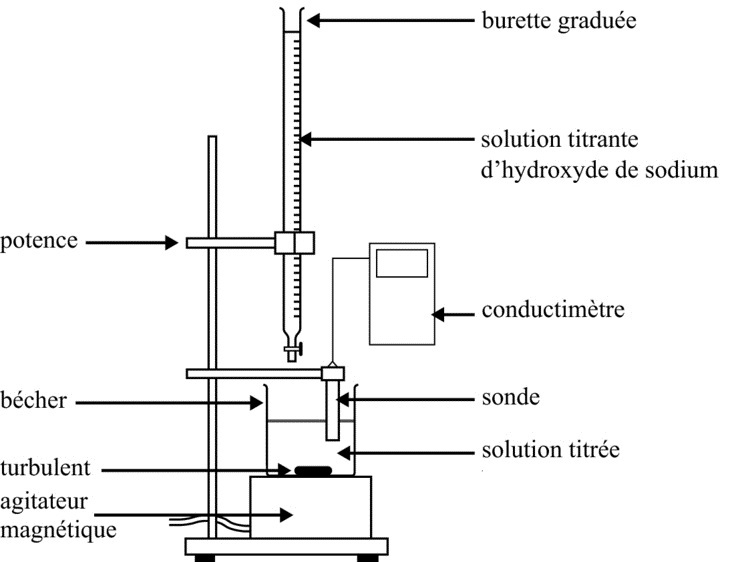 burette graduée
solution titrante
d'hydroxyde de sodium
potence
conductimètre
bécher
sonde
solution titrée
turbulent
agitateur
magnétique